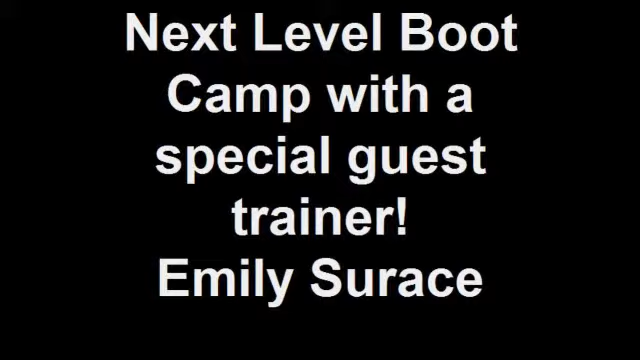 Next Level Boot
Camp with a
special guest
trainer!
Emily Surace